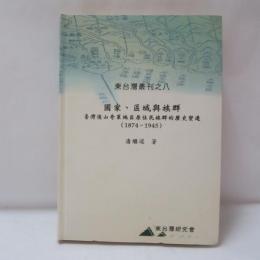 東台灣叢刊之八
國家、區域與族群
臺灣後山奇萊地區原住民族群的歷史變遷
(1874-1945)
潘繼道 著
東台灣研究會